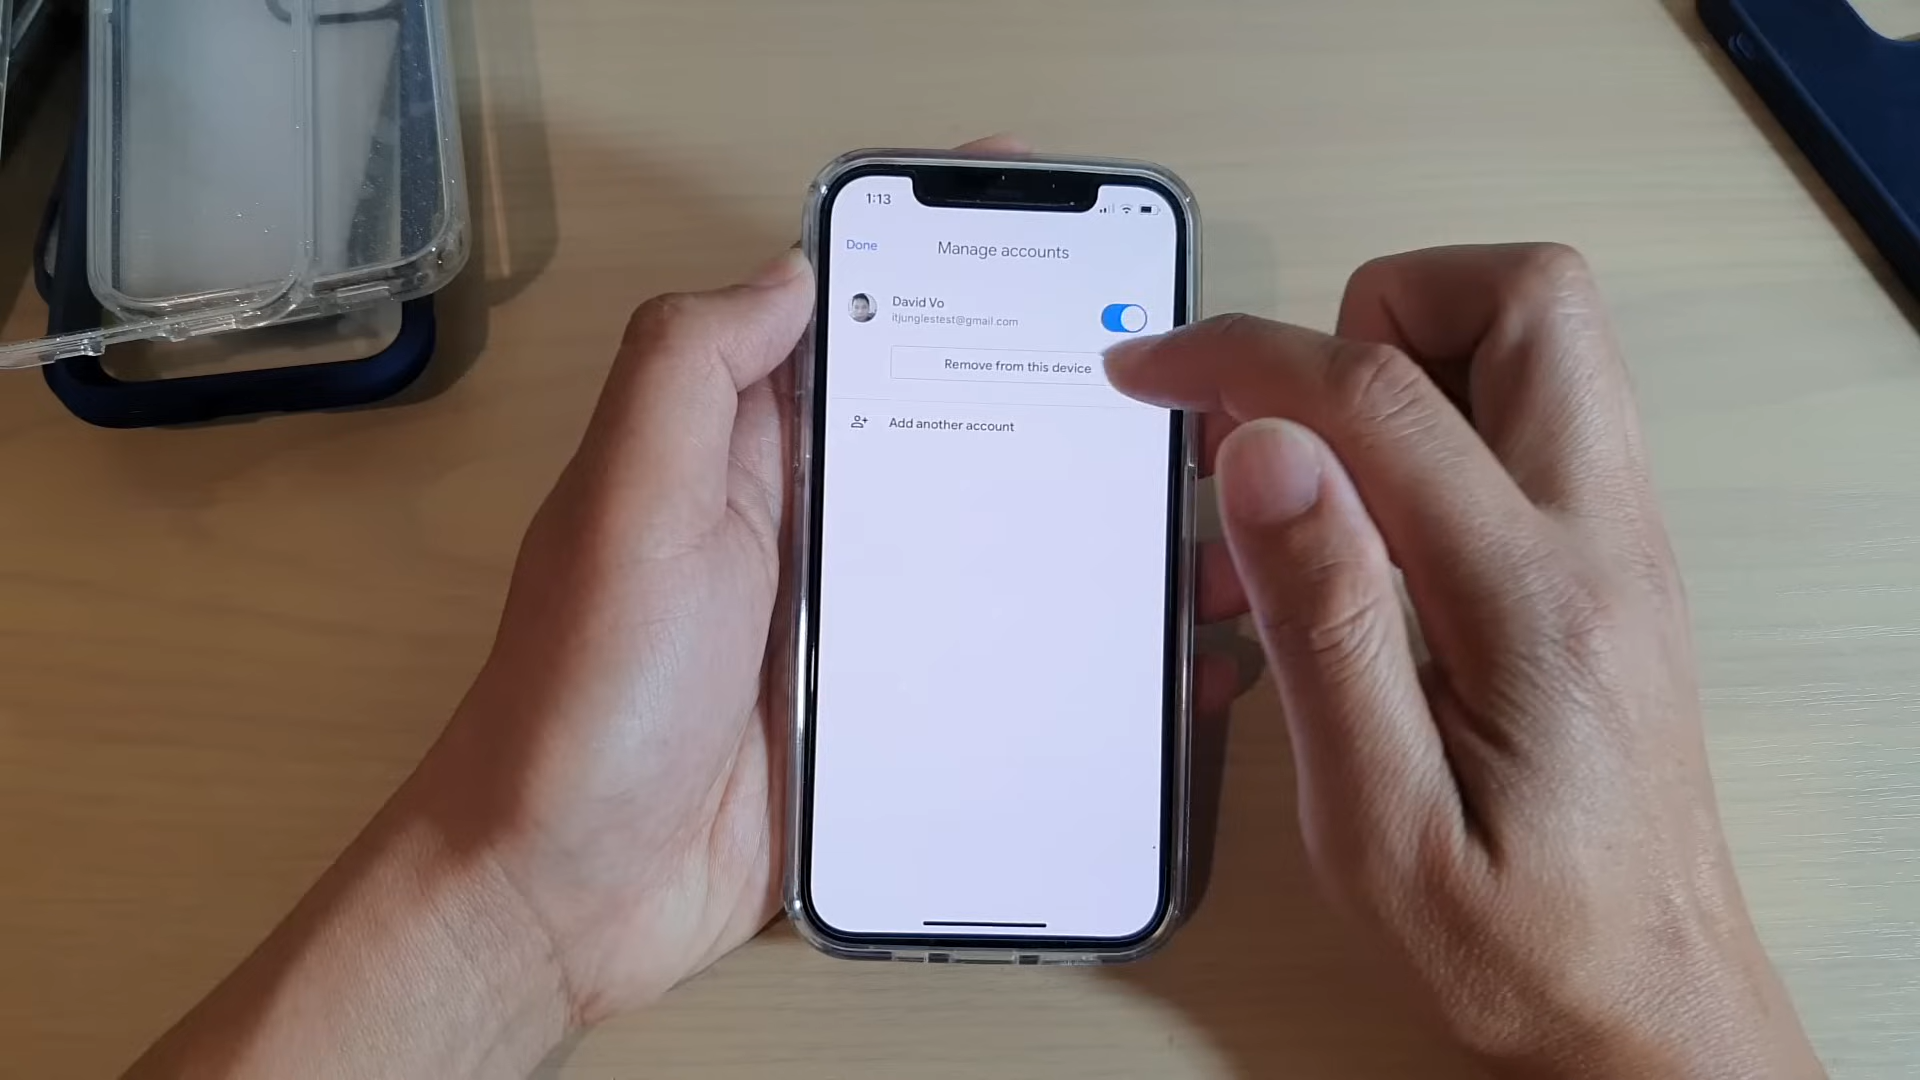 1:13
Done
Manage accounts
David Vo
itjunglestest@gmail.com
Remove from this device
Add another account